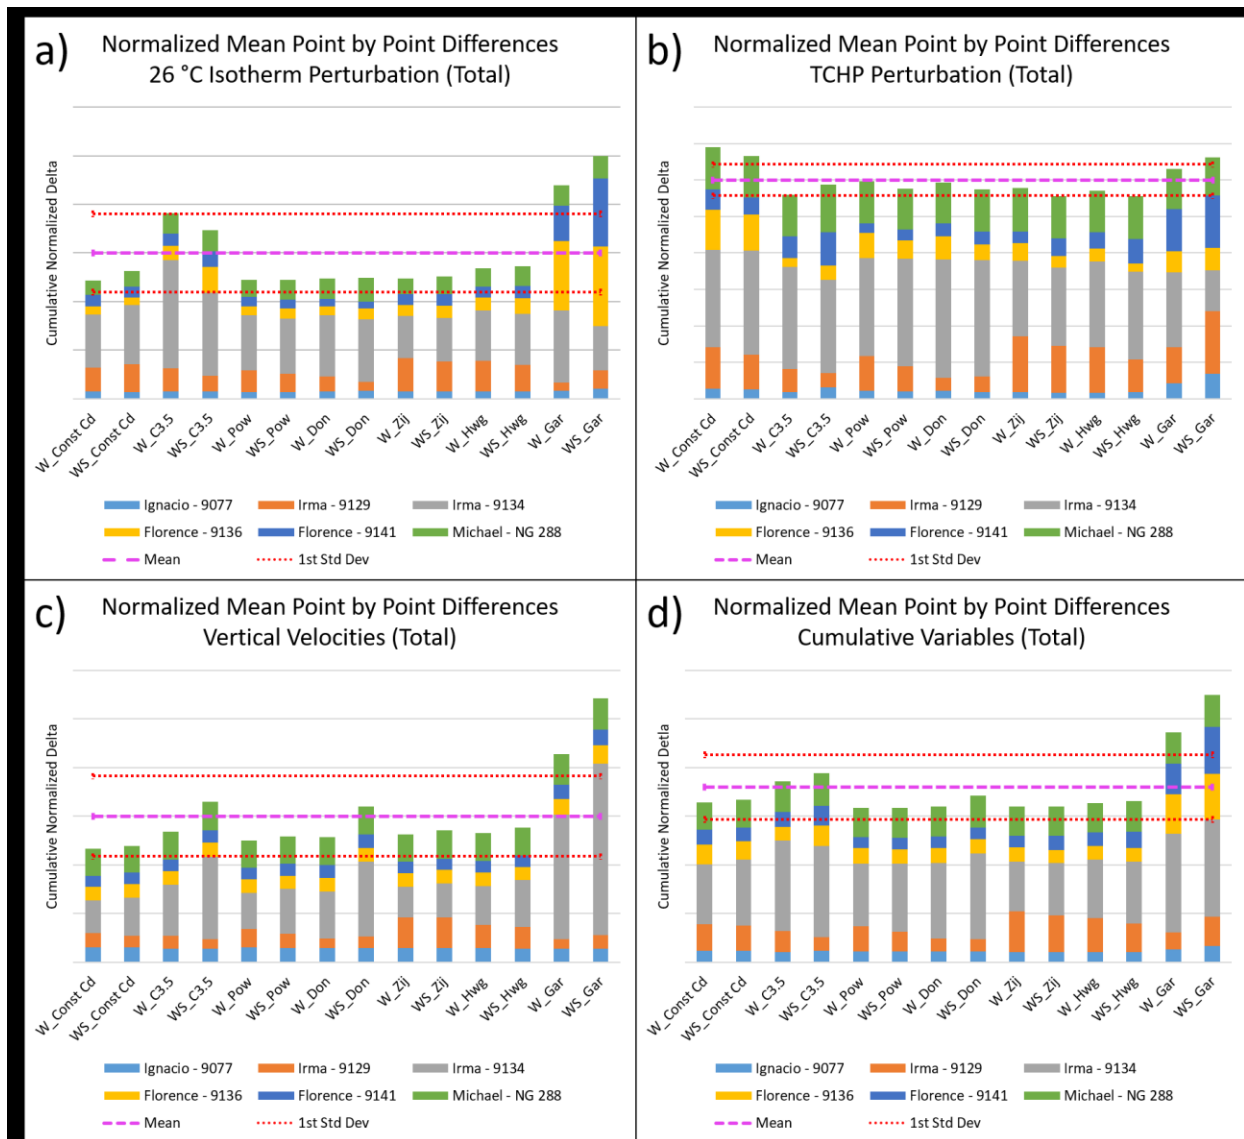 a)
Normalized Mean Point by Point Differences
26 °C Isotherm Perturbation (Total)
Cumulative Normalized Delta
W_Const Cd
WS_Const Cd
W_C3.5
WS_C3.5
W_Pow
WS_Pow
W_Don
WS_Don
W_Zij
WS_Zij
W_Hwg
WS_Hwg
W_Gar
WS_Gar
Ignacio - 9077
Irma - 9129
Irma - 9134
Florence - 9136
Florence - 9141
Michael - NG 288
Mean
1st Std Dev
b)
Normalized Mean Point by Point Differences
TCHP Perturbation (Total)
Cumulative Normalized Delta
W_Const Cd
WS_Const Cd
W_C3.5
WS_C3.5
W_Pow
WS_Pow
W_Don
WS_Don
W_Zij
WS_Zij
W_Hwg
WS_Hwg
W_Gar
WS_Gar
Ignacio - 9077
Irma - 9129
Irma - 9134
Florence - 9136
Florence - 9141
Michael - NG 288
Mean
1st Std Dev
c)
Normalized Mean Point by Point Differences
Vertical Velocities (Total)
Cumulative Normalized Delta
W_Const Cd
WS_Const Cd
W_C3.5
WS_C3.5
W_Pow
WS_Pow
W_Don
WS_Don
W_Zij
WS_Zij
W_Hwg
WS_Hwg
W_Gar
WS_Gar
Ignacio - 9077
Irma - 9129
Irma - 9134
Florence - 9136
Florence - 9141
Michael - NG 288
Mean
1st Std Dev
d)
Normalized Mean Point by Point Differences
Cumulative Variables (Total)
Cumulative Normalized Detla
W_Const Cd
WS_Const Cd
W_C3.5
WS_C3.5
W_Pow
WS_Pow
W_Don
WS_Don
W_Zij
WS_Zij
W_Hwg
WS_Hwg
W_Gar
WS_Gar
Ignacio - 9077
Irma - 9129
Irma - 9134
Florence - 9136
Florence - 9141
Michael - NG 288
Mean
1st Std Dev